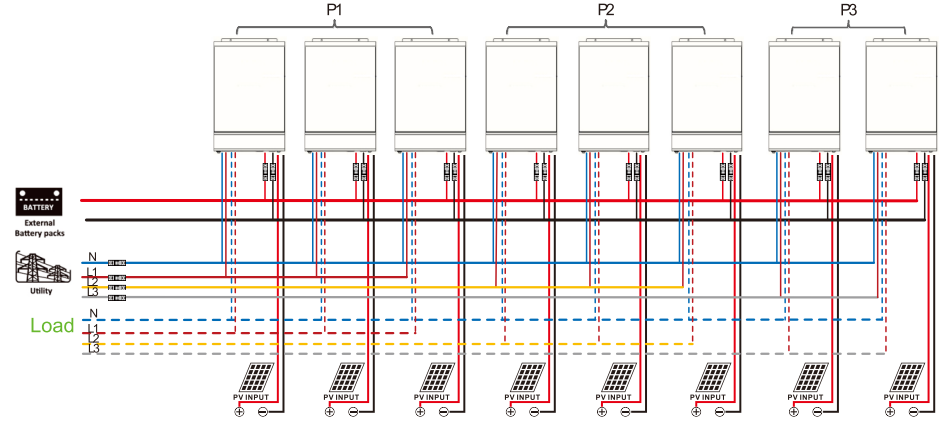 P1 P2 P3
BATTERY
External
Battery packs
N
L1
L2
L3
Utility
Load
N
L1
L2
L3
PV INPUT PV INPUT PV INPUT PV INPUT PV INPUT PV INPUT PV INPUT PV INPUT
+ − + − + − + − + − + − + − + −